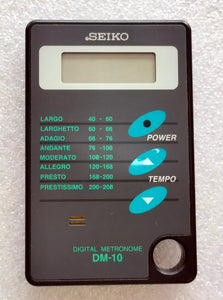 SEIKO
LARGO 40 - 60
LARGHETTO 60 - 66
ADAGIO 66 - 76
ANDANTE 76 - 108
MODERATO 108-120
ALLEGRO 120-168
PRESTO 168-200
PRESTISSIMO 200-208
POWER
TEMPO
DIGITAL METRONOME
DM-10